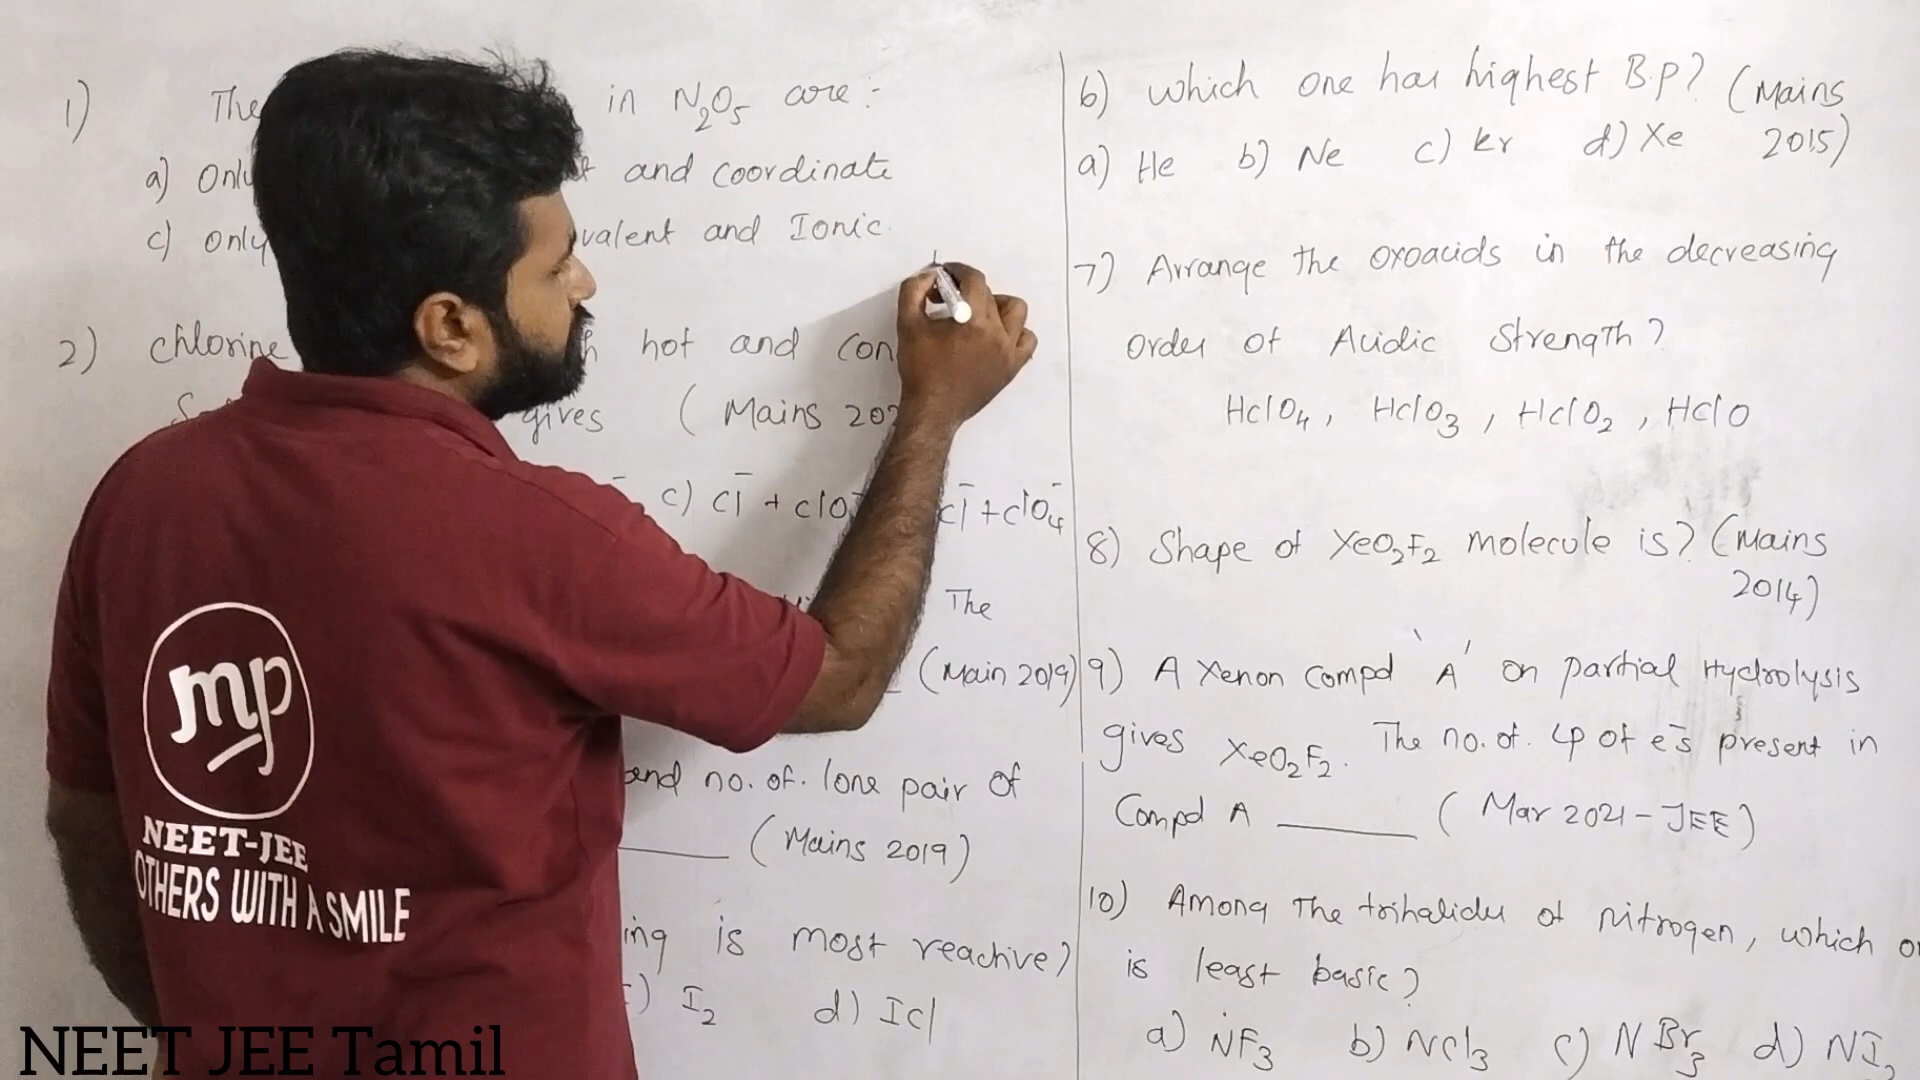 1) The in N2O5 are:-
a) Only and coordinate
c) only valent and Ionic.
2) chlorine hot and con
gives ( Mains 202
c) Cl⁻ + ClO Cl⁻ + ClO4⁻
The
(Main 2019)
and no. of. lone pair of
______ ( Mains 2019 )
ing is most reactive?
I2 d) ICl
6) Which one has highest B.P? (Mains
2015)
a) He b) Ne c) Kr d) Xe
7) Arrange the oxoacids in the decreasing
order of Acidic Strength?
HClO4, HClO3, HClO2, HClO
8) Shape of XeO2F2 molecule is? (Mains
2014)
9) A Xenon compd 'A' on partial Hydrolysis
gives XeO2F2. The no. of. lp of e⁻s present in
Compd A ______ ( Mar 2021 - JEE )
10) Among The trihalides of nitrogen, which
is least basic?
a) NF3 b) NCl3 c) NBr3 d) NI
mp
NEET-JEE
OTHERS WITH A SMILE
NEET JEE Tamil